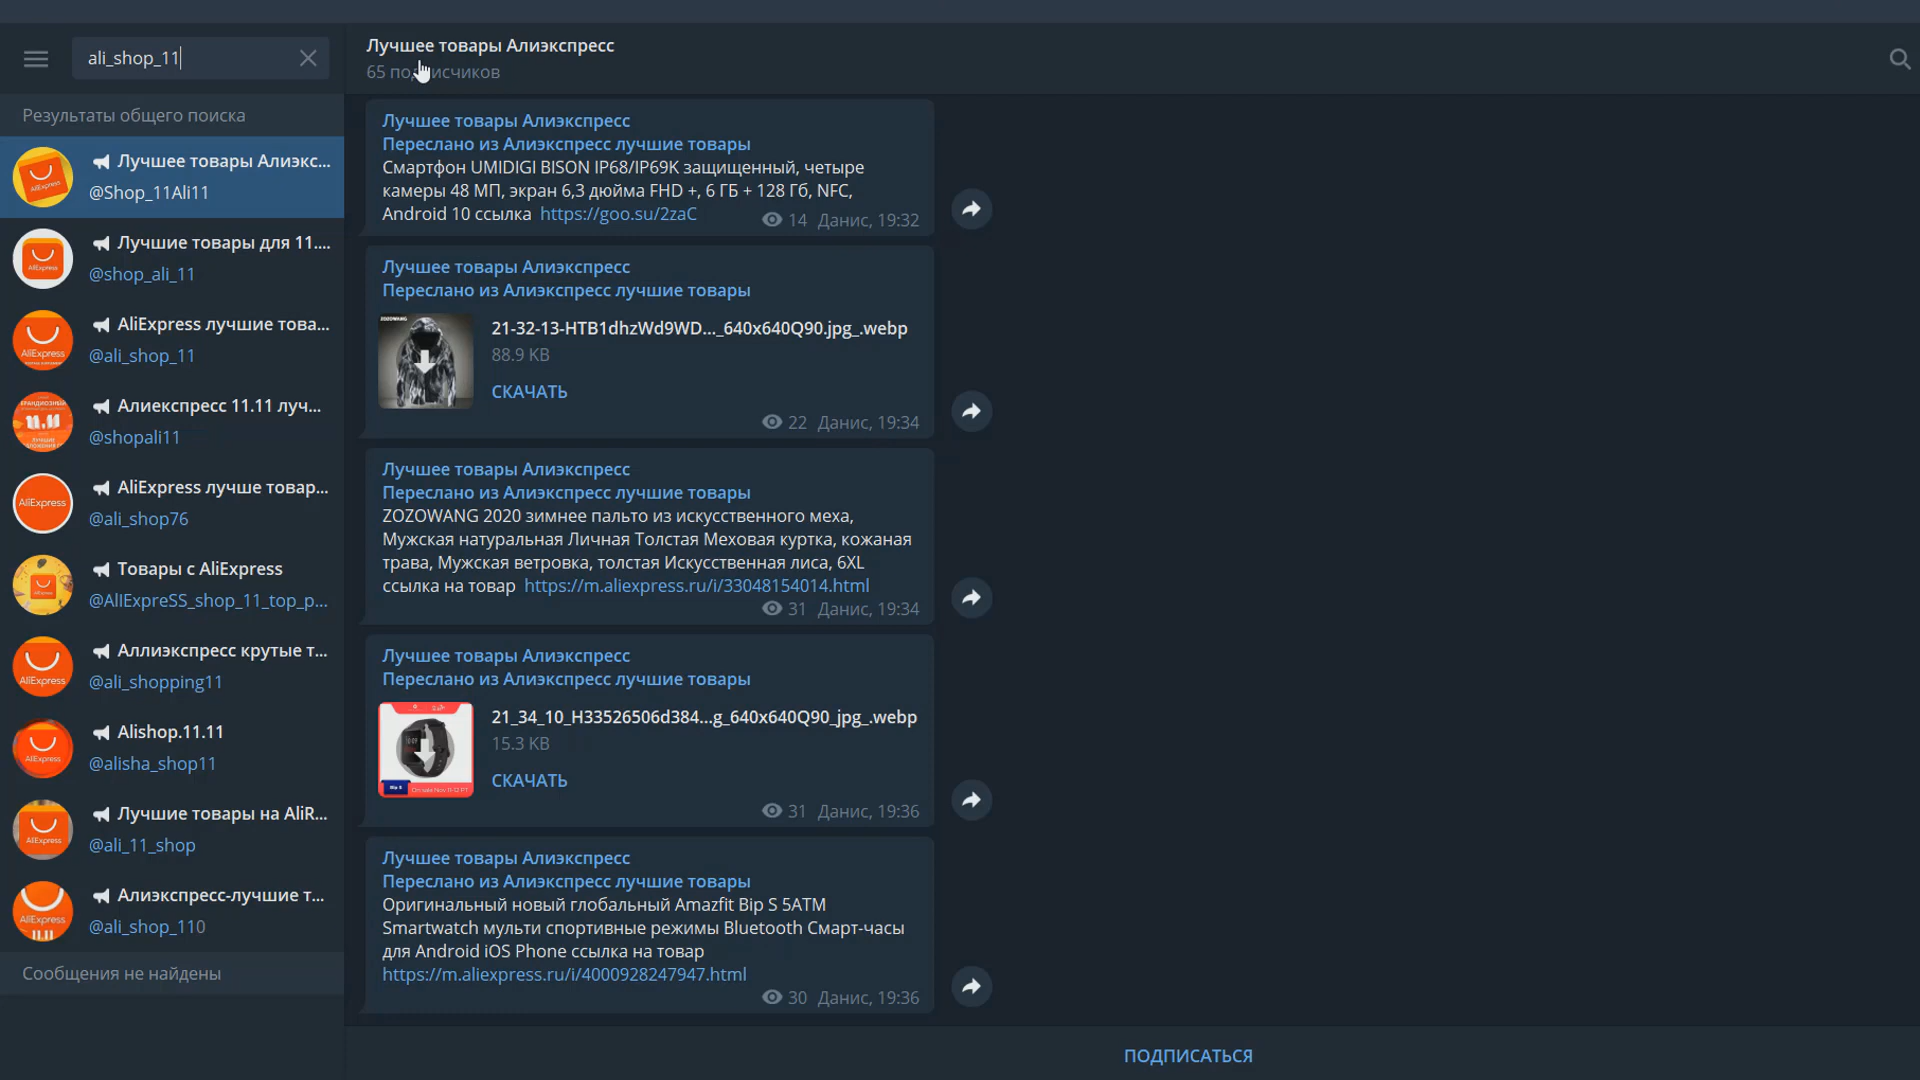 ali_shop_11
Результаты общего поиска
Лучшее товары Алиэкс...
@Shop_11Ali11
Лучшие товары для 11....
@shop_ali_11
AliExpress лучшие това...
@ali_shop_11
Алиекспресс 11.11 луч...
@shopali11
AliExpress лучше товар...
@ali_shop76
Товары с AliExpress
@AllExpreSS_shop_11_top_p...
Аллиэкспресс крутые т...
@ali_shopping11
Alishop.11.11
@alisha_shop11
Лучшие товары на AliR...
@ali_11_shop
Алиэкспресс-лучшие т...
@ali_shop_110
Сообщения не найдены
Лучшее товары Алиэкспресс
65 подписчиков
Лучшее товары Алиэкспресс
Переслано из Алиэкспресс лучшие товары
Смартфон UMIDIGI BISON IP68/IP69K защищенный, четыре
камеры 48 МП, экран 6,3 дюйма FHD +, 6 ГБ + 128 Гб, NFC,
Android 10 ссылка https://goo.su/2zaC
14 Данис, 19:32
Лучшее товары Алиэкспресс
Переслано из Алиэкспресс лучшие товары
21-32-13-HTB1dhzWd9WD..._640x640Q90.jpg_.webp
88.9 KB
СКАЧАТЬ
22 Данис, 19:34
Лучшее товары Алиэкспресс
Переслано из Алиэкспресс лучшие товары
ZOZOWANG 2020 зимнее пальто из искусственного меха,
Мужская натуральная Личная Толстая Меховая куртка, кожаная
трава, Мужская ветровка, толстая Искусственная лиса, 6XL
ссылка на товар https://m.aliexpress.ru/i/33048154014.html
31 Данис, 19:34
Лучшее товары Алиэкспресс
Переслано из Алиэкспресс лучшие товары
21_34_10_H33526506d384...g_640x640Q90_jpg_.webp
15.3 KB
СКАЧАТЬ
31 Данис, 19:36
Лучшее товары Алиэкспресс
Переслано из Алиэкспресс лучшие товары
Оригинальный новый глобальный Amazfit Bip S 5ATM
Smartwatch мульти спортивные режимы Bluetooth Смарт-часы
для Android iOS Phone ссылка на товар
https://m.aliexpress.ru/i/4000928247947.html
30 Данис, 19:36
ПОДПИСАТЬСЯ